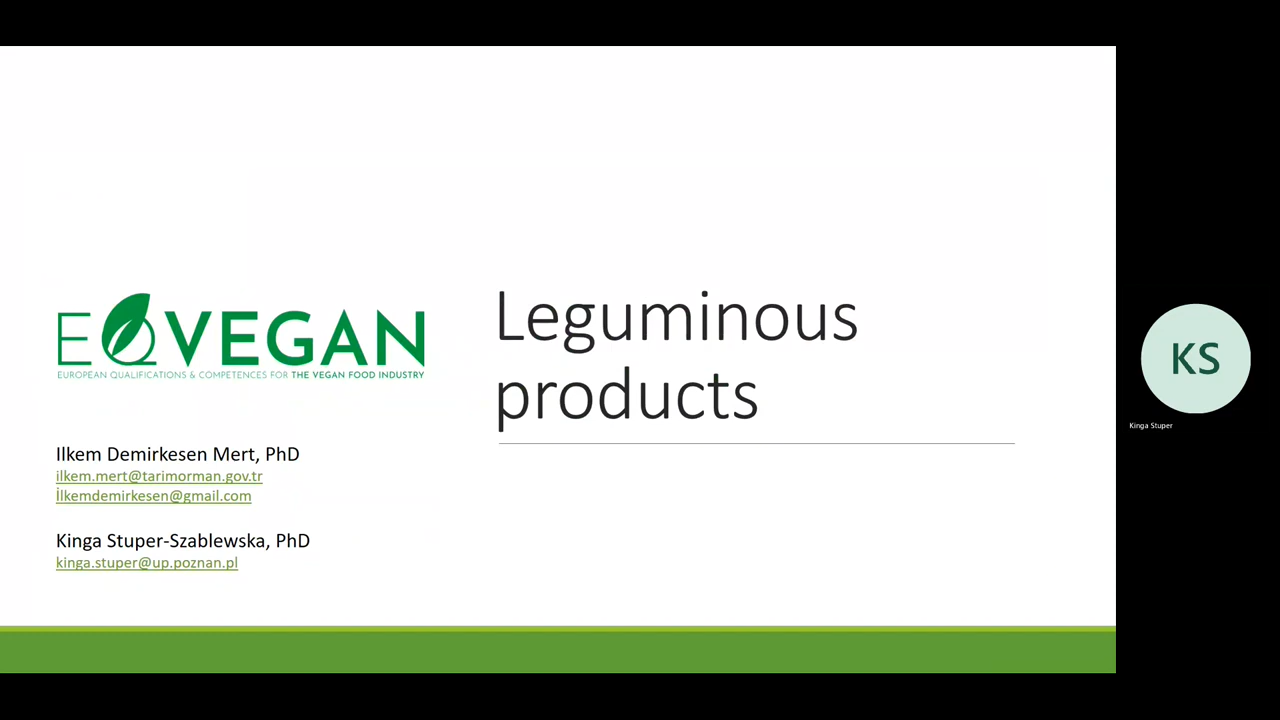 EQVEGAN
EUROPEAN QUALIFICATIONS & COMPETENCES FOR THE VEGAN FOOD INDUSTRY
Leguminous
products
Ilkem Demirkesen Mert, PhD
ilkem.mert@tarimorman.gov.tr
İlkemdemirkesen@gmail.com
Kinga Stuper-Szablewska, PhD
kinga.stuper@up.poznan.pl
KS
Kinga Stuper